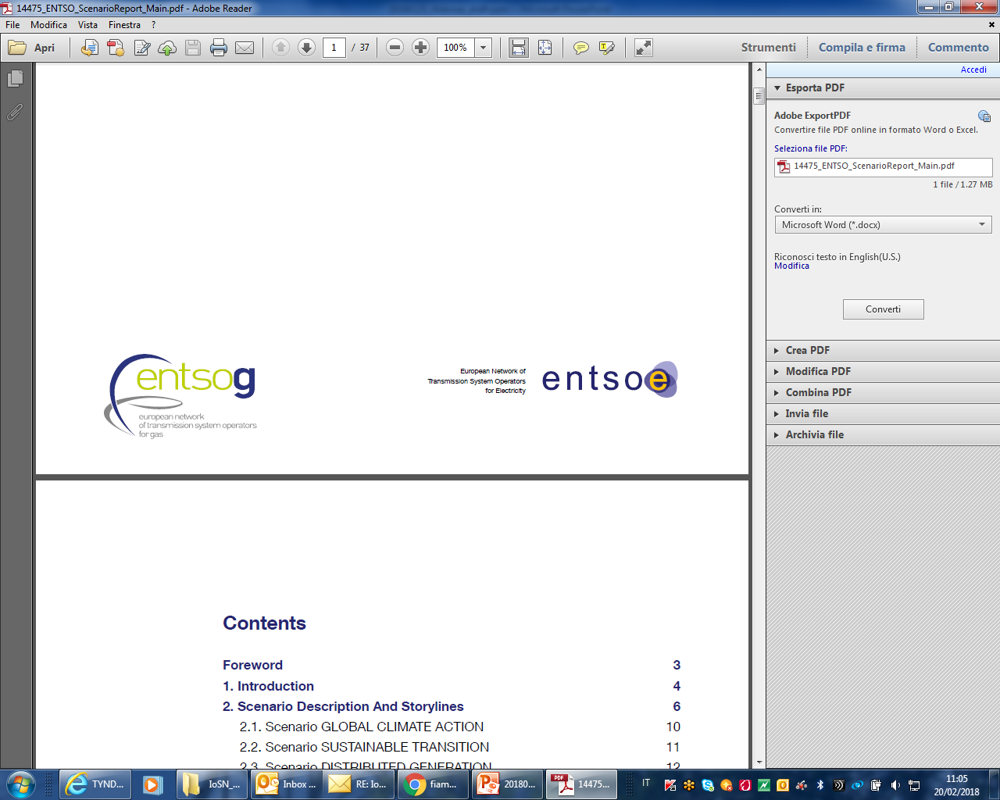 14475_ENTSO_ScenarioReport_Main.pdf - Adobe Reader
File Modifica Vista Finestra ?
Apri 1 / 37 100% Strumenti Compila e firma Commento
Accedi
Esporta PDF
Adobe ExportPDF
Convertire file PDF online in formato Word o Excel.
Seleziona file PDF:
14475_ENTSO_ScenarioReport_Main.pdf
1 file / 1.27 MB
Converti in:
Microsoft Word (*.docx)
Riconosci testo in English(U.S.)
Modifica
Converti
Crea PDF
Modifica PDF
Combina PDF
Invia file
Archivia file
entsog
european network
of transmission system operators
for gas
European Network of
Transmission System Operators
for Electricity
entsoe
Contents
Foreword 3
1. Introduction 4
2. Scenario Description And Storylines 6
2.1. Scenario GLOBAL CLIMATE ACTION 10
2.2. Scenario SUSTAINABLE TRANSITION 11
2.3. Scenario DISTRIBUTED GENERATION 12
TYND... IoSN_... Inbox ... RE: Io... fiam... 20180... 14475... IT 11:05
20/02/2018